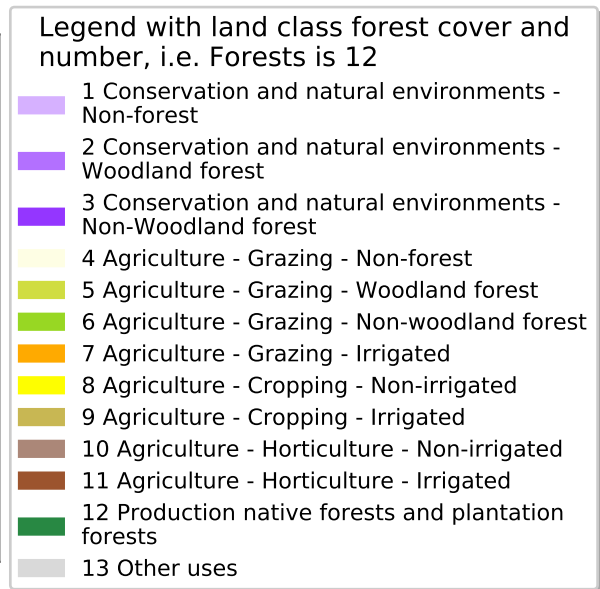 Legend with land class forest cover and
number, i.e. Forests is 12
1 Conservation and natural environments -
Non-forest
2 Conservation and natural environments -
Woodland forest
3 Conservation and natural environments -
Non-Woodland forest
4 Agriculture - Grazing - Non-forest
5 Agriculture - Grazing - Woodland forest
6 Agriculture - Grazing - Non-woodland forest
7 Agriculture - Grazing - Irrigated
8 Agriculture - Cropping - Non-irrigated
9 Agriculture - Cropping - Irrigated
10 Agriculture - Horticulture - Non-irrigated
11 Agriculture - Horticulture - Irrigated
12 Production native forests and plantation
forests
13 Other uses